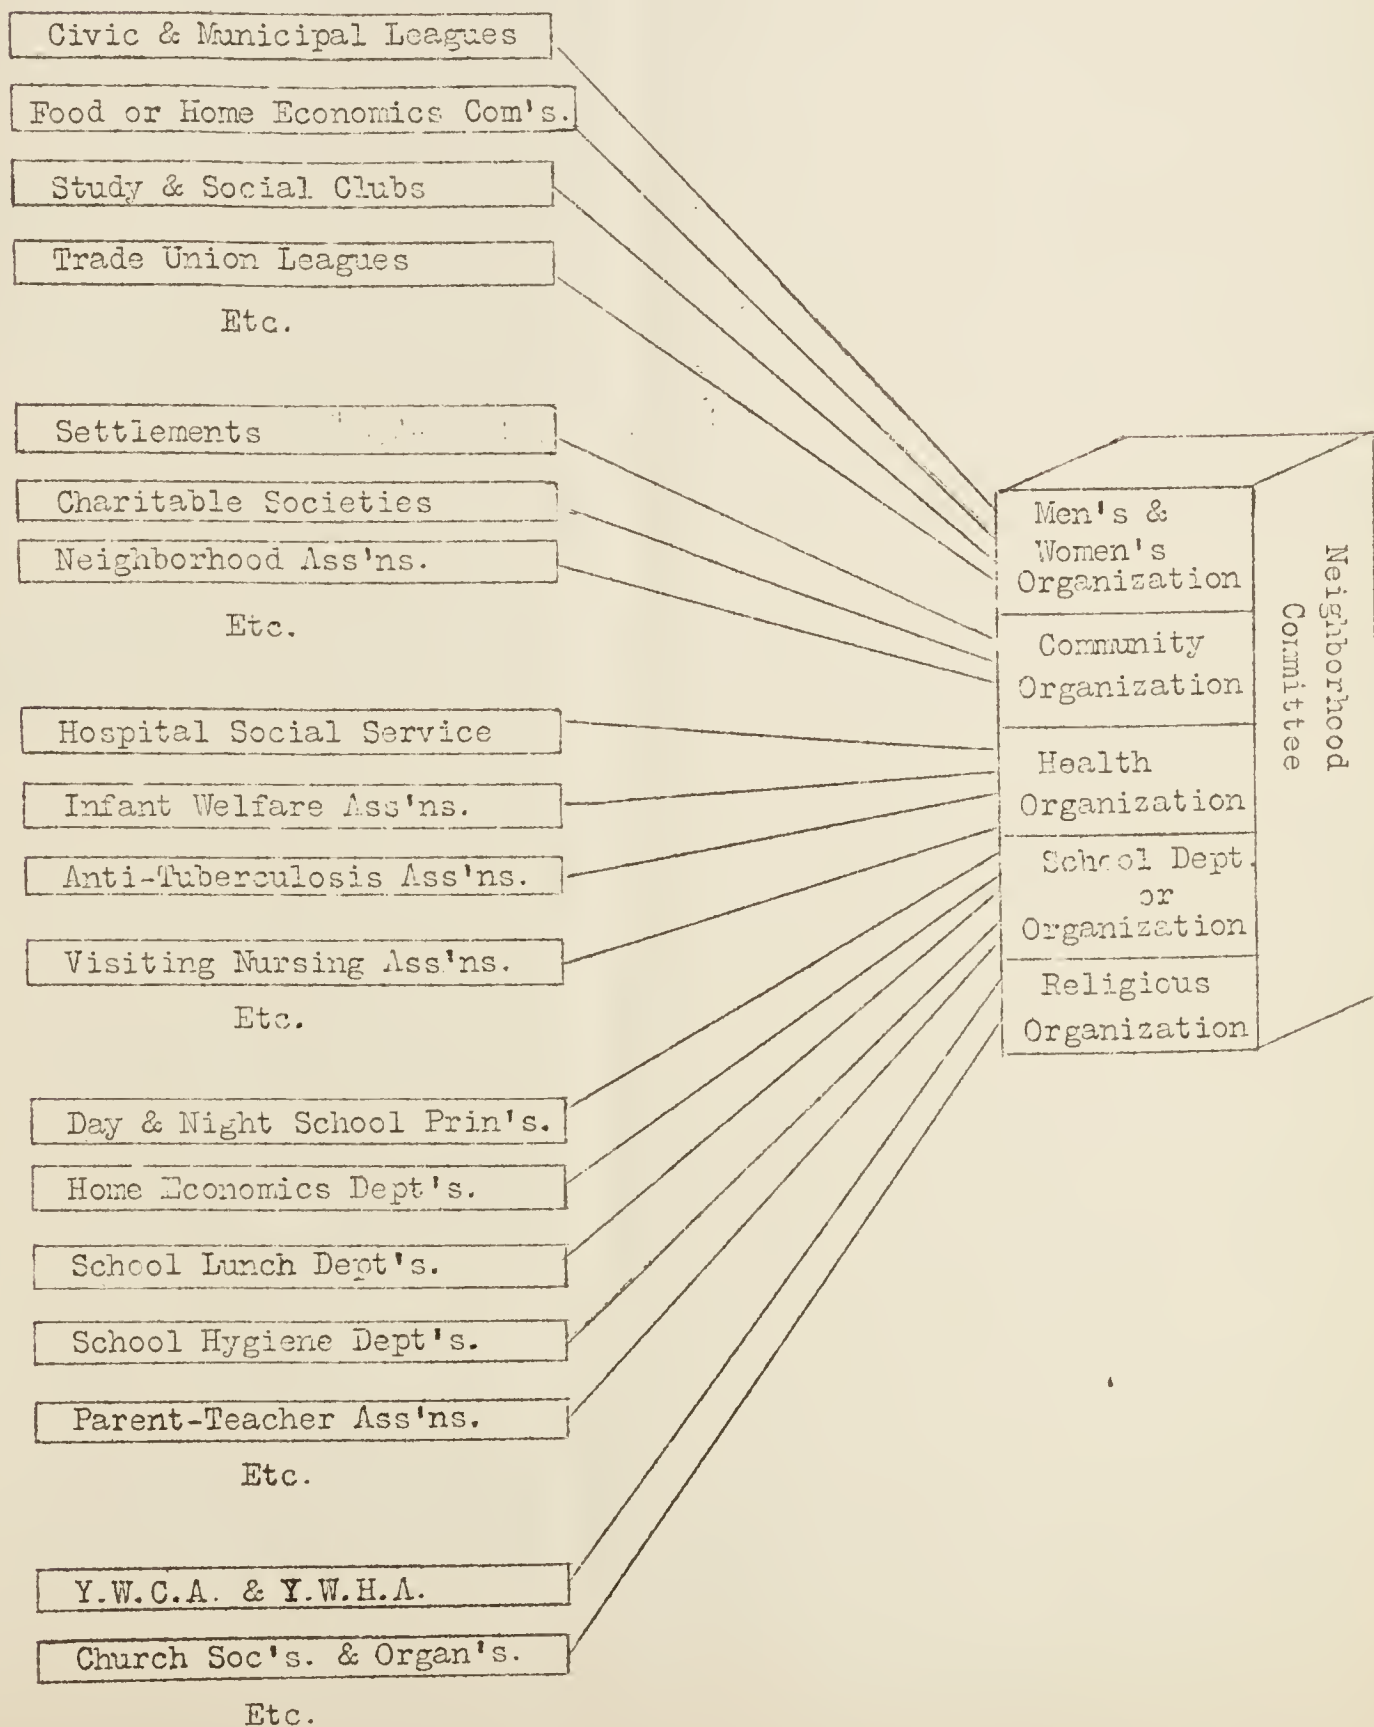 Civic & Municipal Leagues
Food or Home Economics Com's.
Study & Social Clubs
Trade Union Leagues
Etc.
Settlements
Charitable Societies
Neighborhood Ass'ns.
Etc.
Hospital Social Service
Infant Welfare Ass'ns.
Anti-Tuberculosis Ass'ns.
Visiting Nursing Ass'ns.
Etc.
Day & Night School Prin's.
Home Economics Dept's.
School Lunch Dept's.
School Hygiene Dept's.
Parent-Teacher Ass'ns.
Etc.
Y.W.C.A. & Y.W.H.A.
Church Soc's. & Organ's.
Etc.
Men's &
Women's
Organization
Community
Organization
Health
Organization
School Dept.
or
Organization
Religious
Organization
Neighborhood
Committee